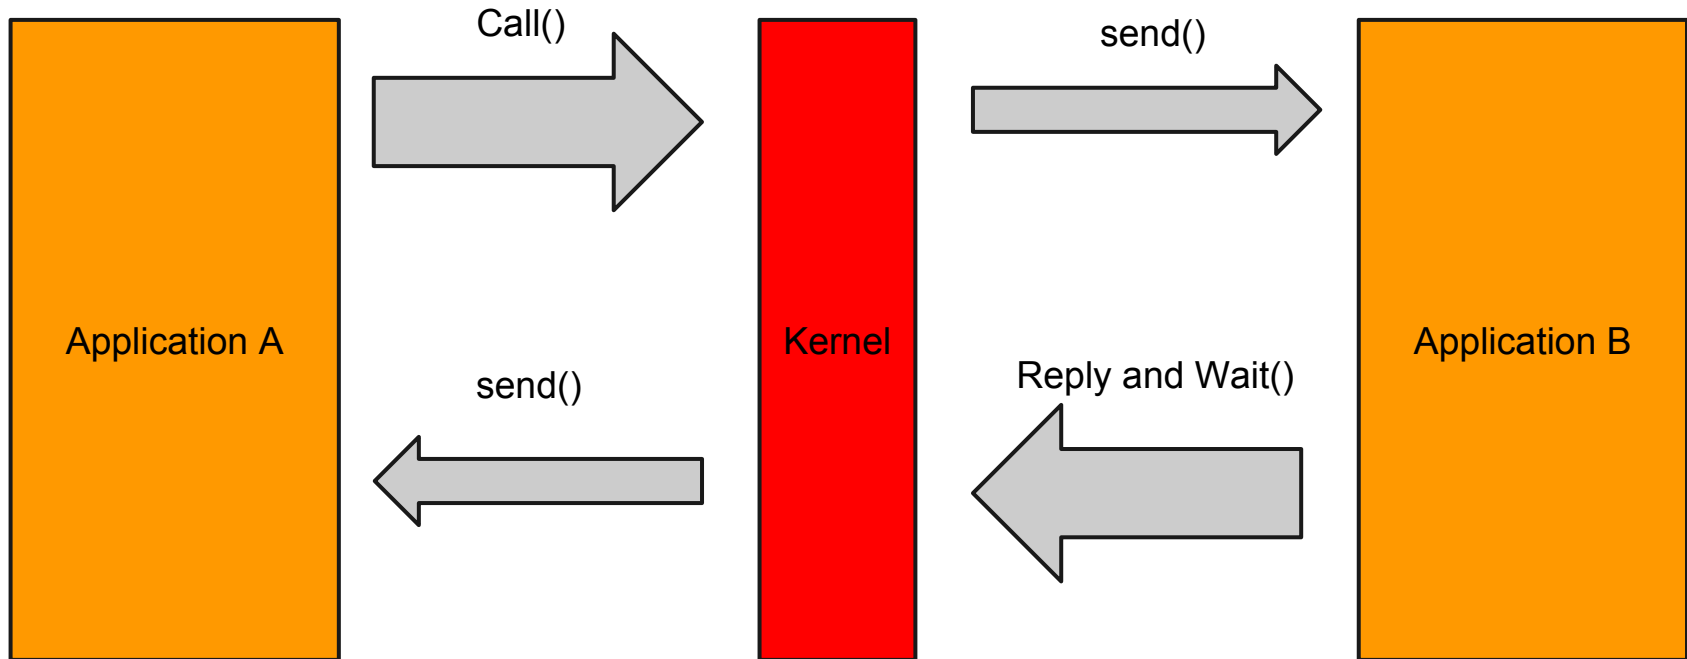 Call()
send()
Application A
Kernel
Application B
send()
Reply and Wait()